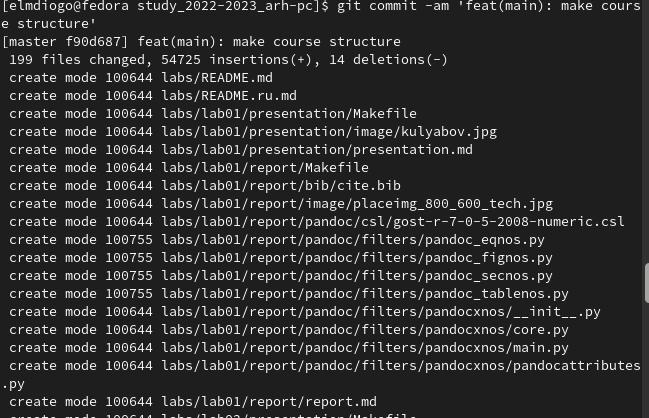 [elmdiogo@fedora study_2022-2023_arh-pc]$ git commit -am 'feat(main): make cours
e structure'
[master f90d687] feat(main): make course structure
 199 files changed, 54725 insertions(+), 14 deletions(-)
 create mode 100644 labs/README.md
 create mode 100644 labs/README.ru.md
 create mode 100644 labs/lab01/presentation/Makefile
 create mode 100644 labs/lab01/presentation/image/kulyabov.jpg
 create mode 100644 labs/lab01/presentation/presentation.md
 create mode 100644 labs/lab01/report/Makefile
 create mode 100644 labs/lab01/report/bib/cite.bib
 create mode 100644 labs/lab01/report/image/placeimg_800_600_tech.jpg
 create mode 100644 labs/lab01/report/pandoc/csl/gost-r-7-0-5-2008-numeric.csl
 create mode 100755 labs/lab01/report/pandoc/filters/pandoc_eqnos.py
 create mode 100755 labs/lab01/report/pandoc/filters/pandoc_fignos.py
 create mode 100755 labs/lab01/report/pandoc/filters/pandoc_secnos.py
 create mode 100755 labs/lab01/report/pandoc/filters/pandoc_tablenos.py
 create mode 100644 labs/lab01/report/pandoc/filters/pandocxnos/__init__.py
 create mode 100644 labs/lab01/report/pandoc/filters/pandocxnos/core.py
 create mode 100644 labs/lab01/report/pandoc/filters/pandocxnos/main.py
 create mode 100644 labs/lab01/report/pandoc/filters/pandocxnos/pandocattributes
.py
 create mode 100644 labs/lab01/report/report.md
 create mode 100644 labs/lab02/presentation/Makefile